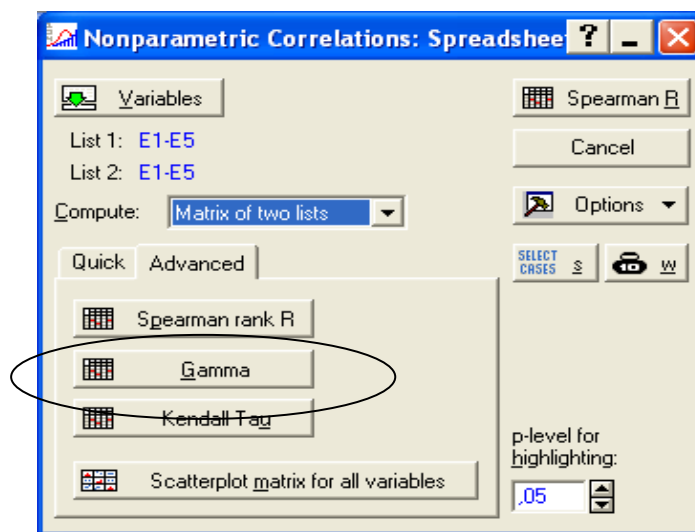 Nonparametric Correlations: Spreadshee ?
Variables
Spearman R
List 1: E1-E5
Cancel
List 2: E1-E5
Compute: Matrix of two lists
Options
Quick Advanced
SELECT CASES S
W
Spearman rank R
Gamma
Kendall Tau
p-level for
highlighting:
Scatterplot matrix for all variables
,05